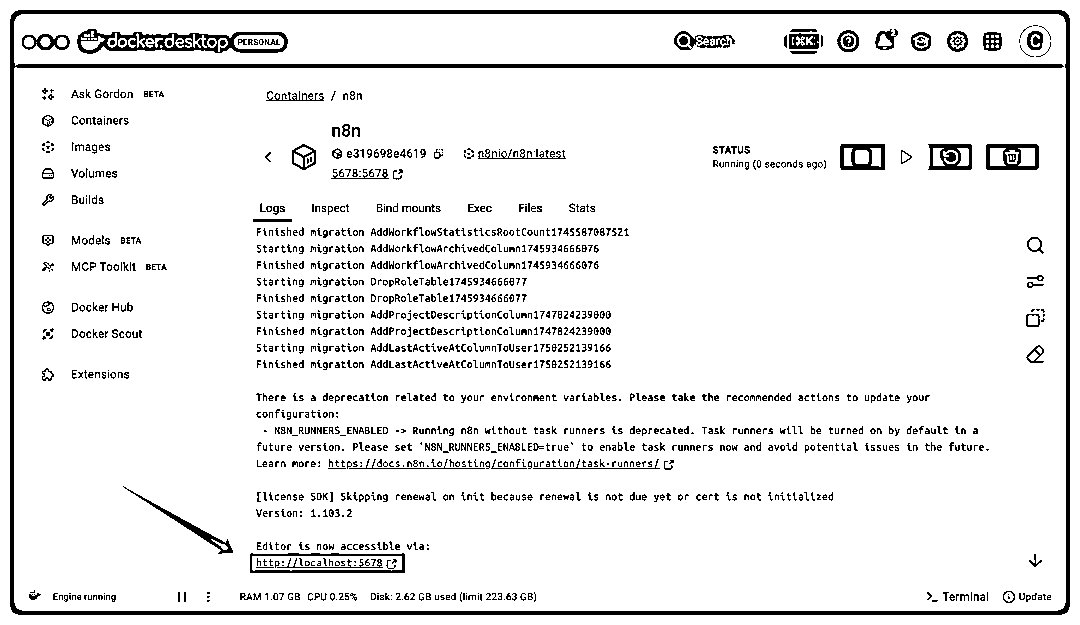 docker.desktop PERSONAL
Search
⌘K
C
Ask Gordon BETA
Containers
Images
Volumes
Builds
Models BETA
MCP Toolkit BETA
Docker Hub
Docker Scout
Extensions
Containers / n8n
n8n
e319698e4619 n8nio/n8n:latest
5678:5678
STATUS
Running (0 seconds ago)
Logs Inspect Bind mounts Exec Files Stats
Finished migration AddWorkflowStatisticsRootCount1745587087521
Starting migration AddWorkflowArchivedColumn1745934666076
Finished migration AddWorkflowArchivedColumn1745934666076
Starting migration DropRoleTable1745934666077
Finished migration DropRoleTable1745934666077
Starting migration AddProjectDescriptionColumn1747824239000
Finished migration AddProjectDescriptionColumn1747824239000
Starting migration AddLastActiveAtColumnToUser1750252139166
Finished migration AddLastActiveAtColumnToUser1750252139166
There is a deprecation related to your environment variables. Please take the recommended actions to update your
configuration:
- N8N_RUNNERS_ENABLED -> Running n8n without task runners is deprecated. Task runners will be turned on by default in a
future version. Please set `N8N_RUNNERS_ENABLED=true` to enable task runners now and avoid potential issues in the future.
Learn more: https://docs.n8n.io/hosting/configuration/task-runners/
[license SDK] Skipping renewal on init because renewal is not due yet or cert is not initialized
Version: 1.103.2
Editor is now accessible via:
http://localhost:5678
Engine running
RAM 1.07 GB CPU 0.25% Disk: 2.62 GB used (limit 223.63 GB)
>_ Terminal
Update